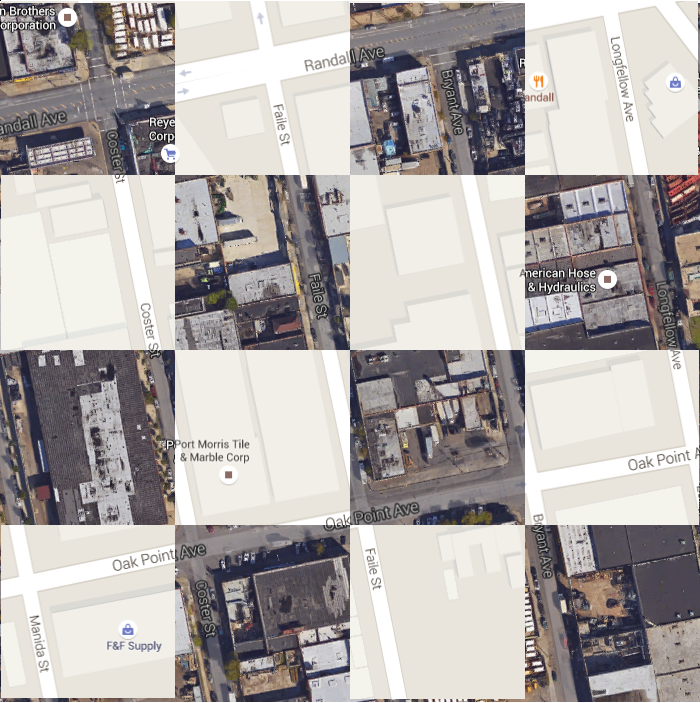 n Brothers
orporation
Randall Ave
Longfellow Ave
R
andall
Bryant Ave
Faile St
andall Ave
Coster St
Reye
Corp
Coster St
Faile St
merican Hose
& Hydraulics
Longfellow Ave
Port Morris Tile
& Marble Corp
Oak Point A
Oak Point Ave
Oak Point Ave
Bryant Ave
Faile St
Coster St
Manida St
F&F Supply